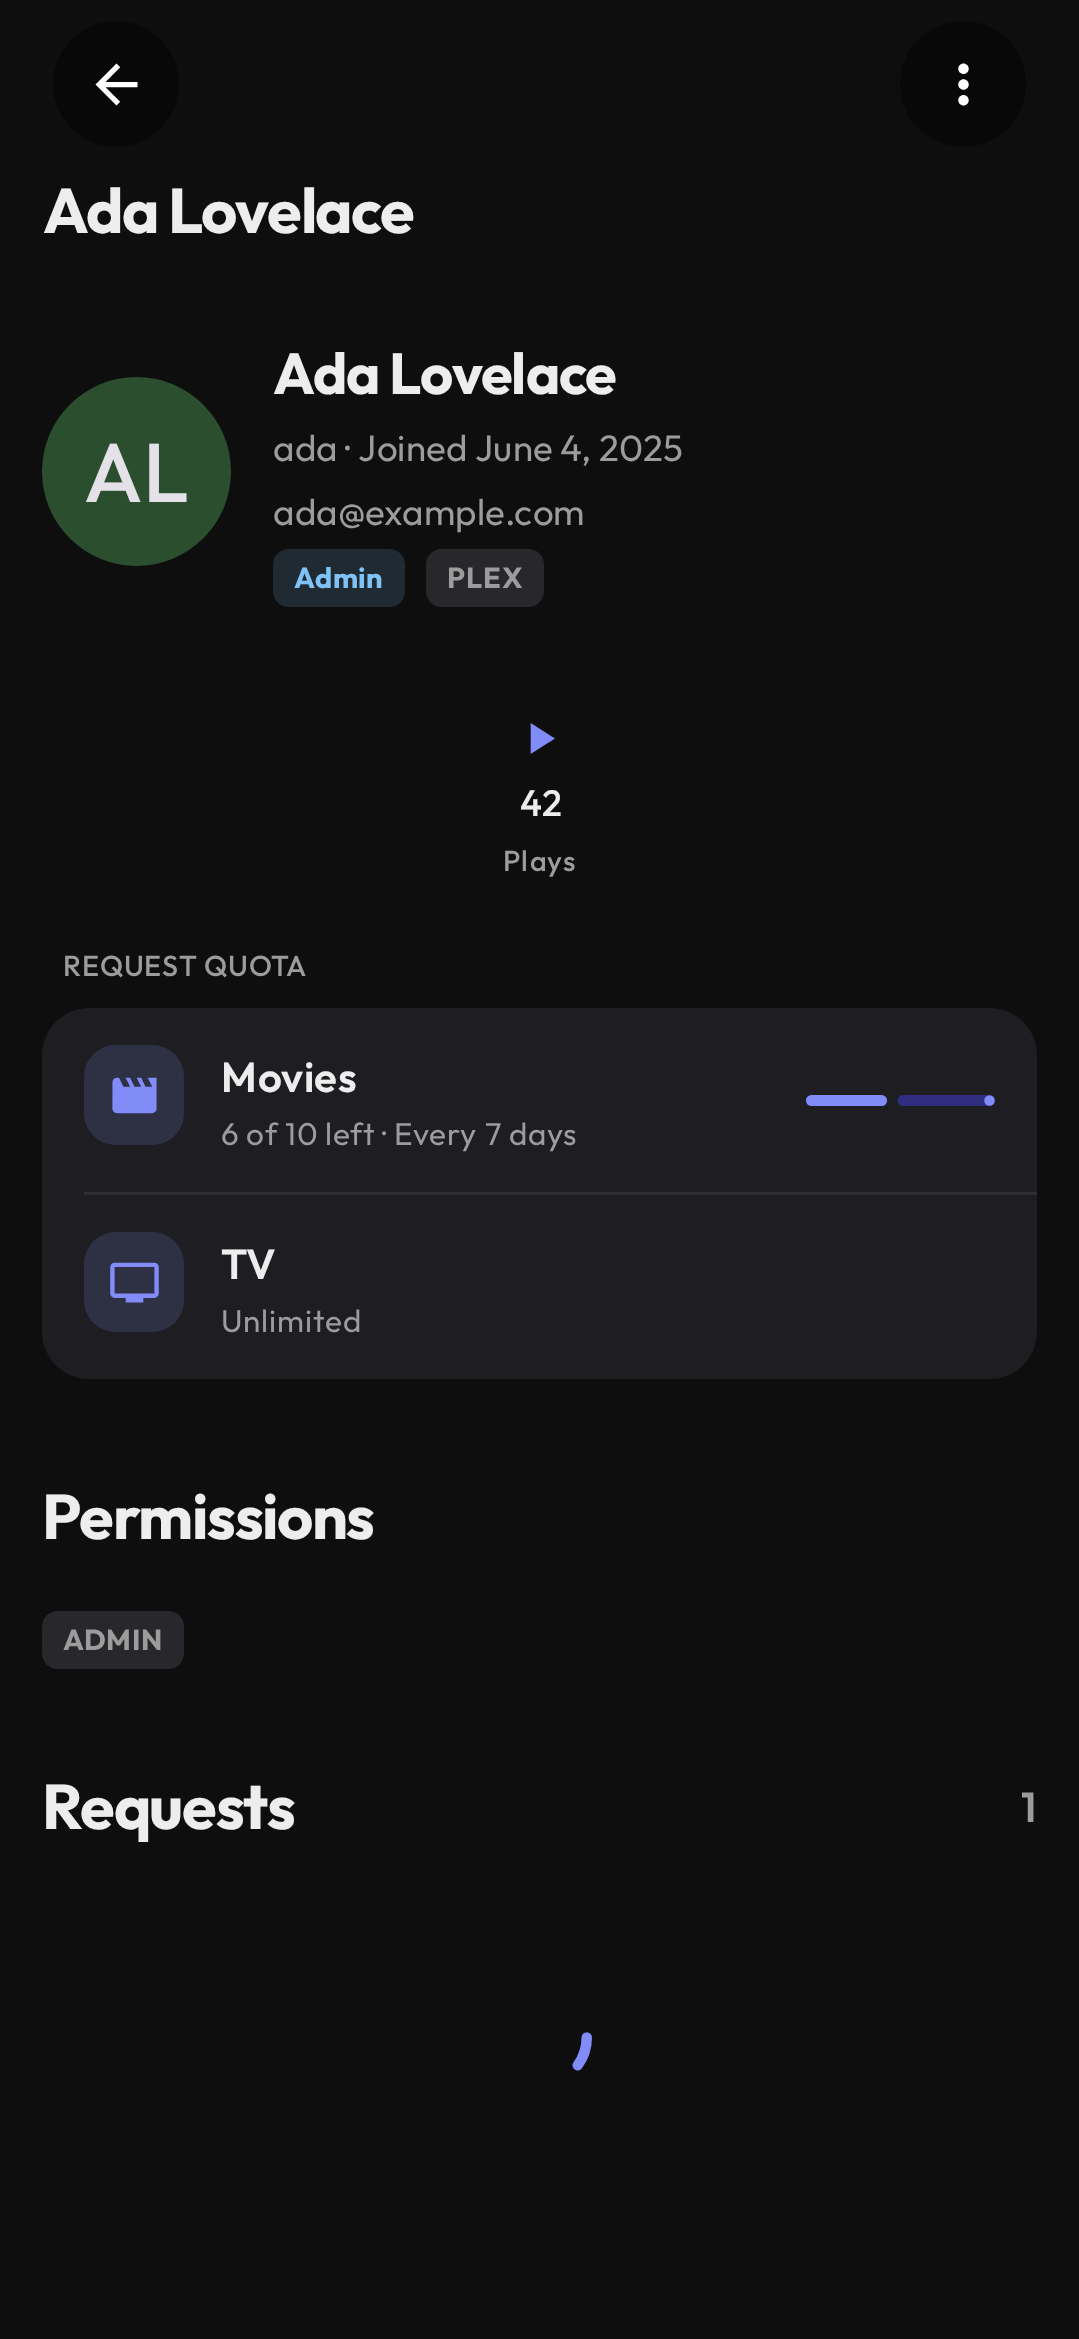 Ada Lovelace
AL
Ada Lovelace
ada · Joined June 4, 2025
ada@example.com
Admin
PLEX
42
Plays
REQUEST QUOTA
Movies
6 of 10 left · Every 7 days
TV
Unlimited
Permissions
ADMIN
Requests
1